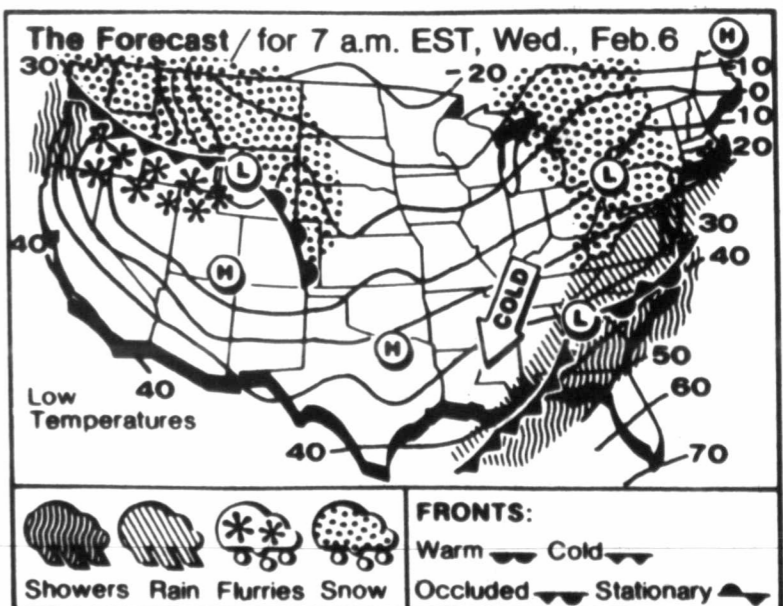 The Forecast / for 7 a.m. EST, Wed., Feb. 6
H
30
-20
-10
-0
10
20
L
L
30
40
40
H
COLD
L
H
50
40
60
Low
Temperatures
40
70
FRONTS:
Warm Cold
Showers Rain Flurries Snow
Occluded Stationary